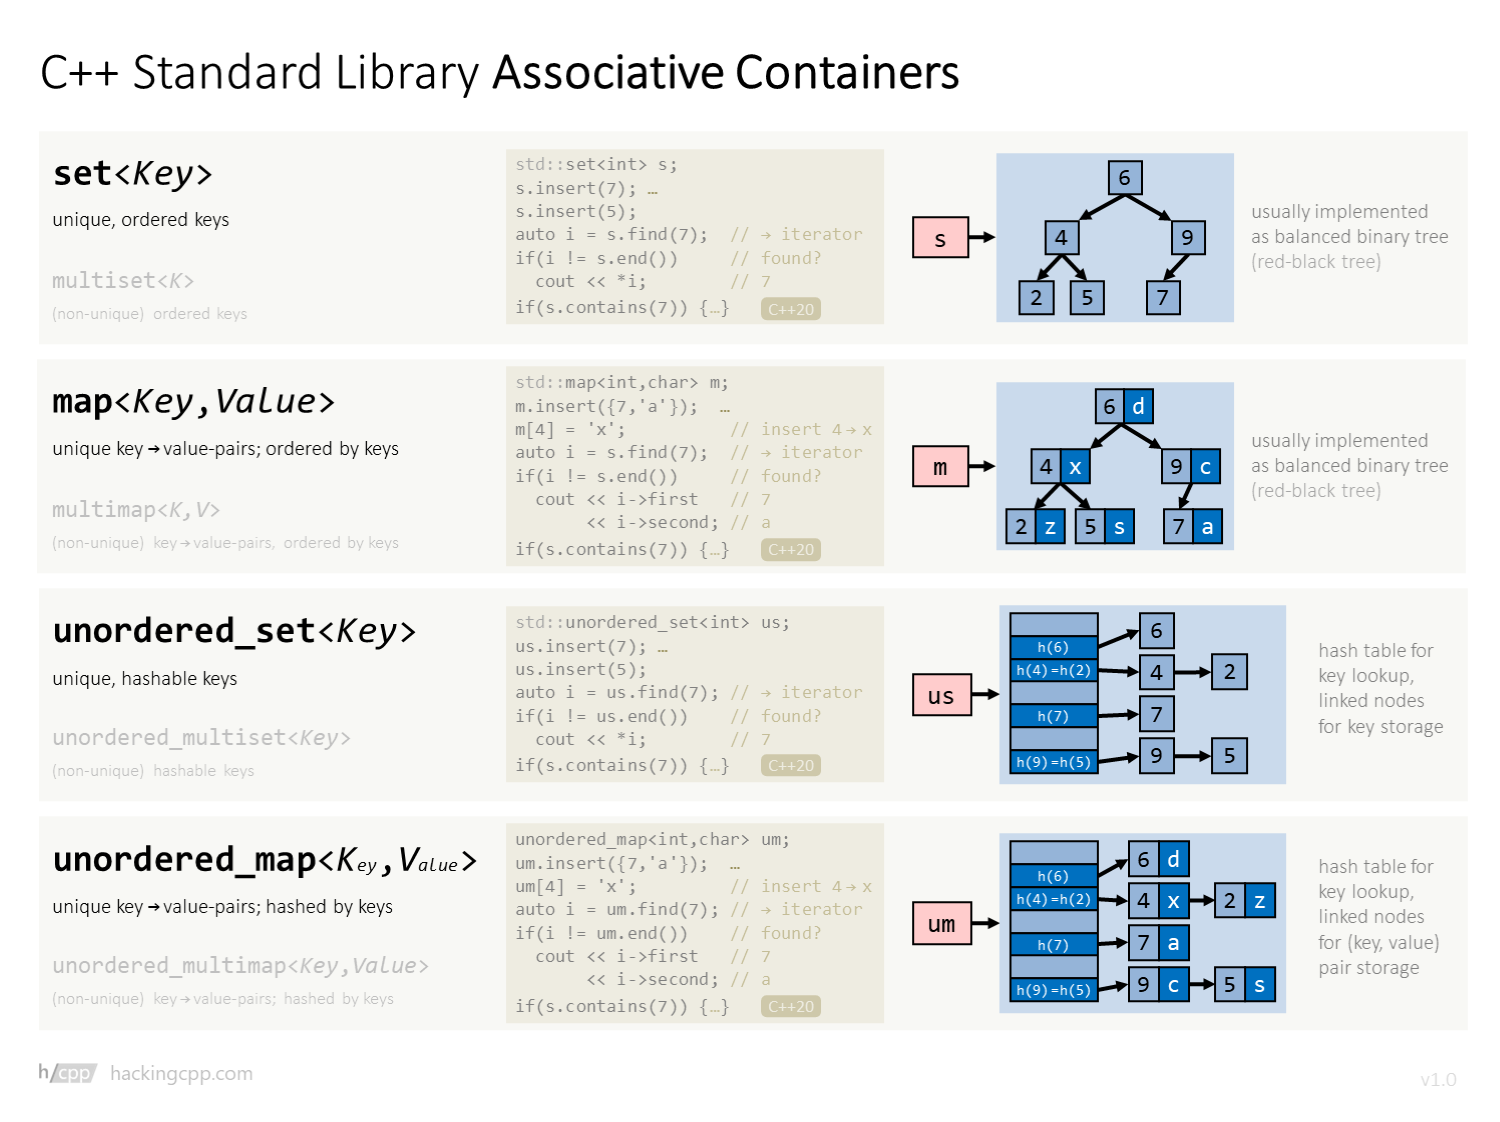 C++ Standard Library Associative Containers
set<Key>
unique, ordered keys
multiset<K>
(non-unique) ordered keys
std::set<int> s;
s.insert(7); …
s.insert(5);
auto i = s.find(7);  // → iterator
if(i != s.end())     // found?
  cout << *i;        // 7
if(s.contains(7)) {…}   C++20
s
6
4 9
2 5 7
usually implemented
as balanced binary tree
(red-black tree)
map<Key,Value>
unique key → value-pairs; ordered by keys
multimap<K,V>
(non-unique) key → value-pairs, ordered by keys
std::map<int,char> m;
m.insert({7,'a'});  …
m[4] = 'x';          // insert 4 → x
auto i = s.find(7);  // → iterator
if(i != s.end())     // found?
  cout << i->first   // 7
       << i->second; // a
if(s.contains(7)) {…}   C++20
m
6 d
4 x 9 c
2 z 5 s 7 a
usually implemented
as balanced binary tree
(red-black tree)
unordered_set<Key>
unique, hashable keys
unordered_multiset<Key>
(non-unique) hashable keys
std::unordered_set<int> us;
us.insert(7); …
us.insert(5);
auto i = us.find(7); // → iterator
if(i != us.end())    // found?
  cout << *i;        // 7
if(s.contains(7)) {…}   C++20
us
h(6) 6
h(4)=h(2) 4 2
h(7) 7
h(9)=h(5) 9 5
hash table for
key lookup,
linked nodes
for key storage
unordered_map<Key,Value>
unique key → value-pairs; hashed by keys
unordered_multimap<Key,Value>
(non-unique) key → value-pairs; hashed by keys
unordered_map<int,char> um;
um.insert({7,'a'});  …
um[4] = 'x';         // insert 4 → x
auto i = um.find(7); // → iterator
if(i != um.end())    // found?
  cout << i->first   // 7
       << i->second; // a
if(s.contains(7)) {…}   C++20
um
h(6) 6 d
h(4)=h(2) 4 x 2 z
h(7) 7 a
h(9)=h(5) 9 c 5 s
hash table for
key lookup,
linked nodes
for (key, value)
pair storage
h/cpp hackingcpp.com
v1.0